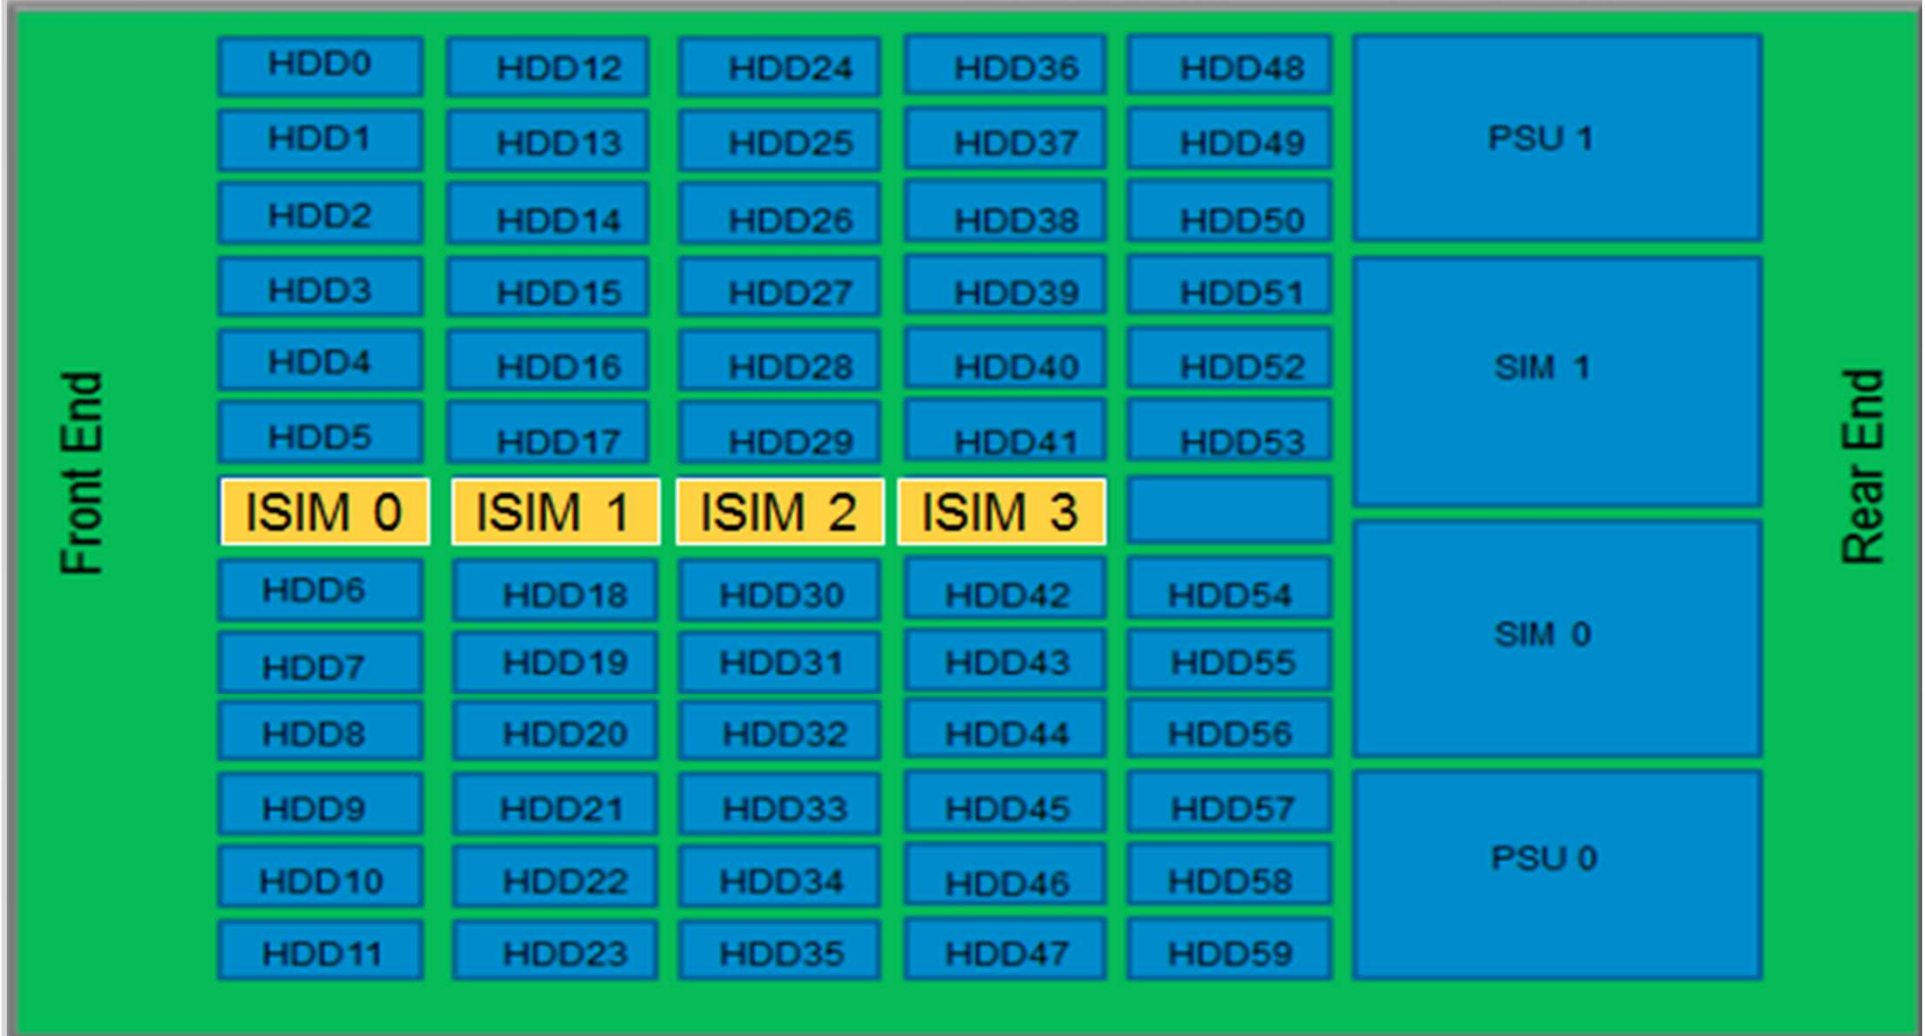 HDD0 HDD12 HDD24 HDD36 HDD48
HDD1 HDD13 HDD25 HDD37 HDD49 PSU 1
HDD2 HDD14 HDD26 HDD38 HDD50
HDD3 HDD15 HDD27 HDD39 HDD51
HDD4 HDD16 HDD28 HDD40 HDD52 SIM 1
HDD5 HDD17 HDD29 HDD41 HDD53
Front End
ISIM 0 ISIM 1 ISIM 2 ISIM 3
Rear End
HDD6 HDD18 HDD30 HDD42 HDD54
HDD7 HDD19 HDD31 HDD43 HDD55 SIM 0
HDD8 HDD20 HDD32 HDD44 HDD56
HDD9 HDD21 HDD33 HDD45 HDD57
HDD10 HDD22 HDD34 HDD46 HDD58 PSU 0
HDD11 HDD23 HDD35 HDD47 HDD59